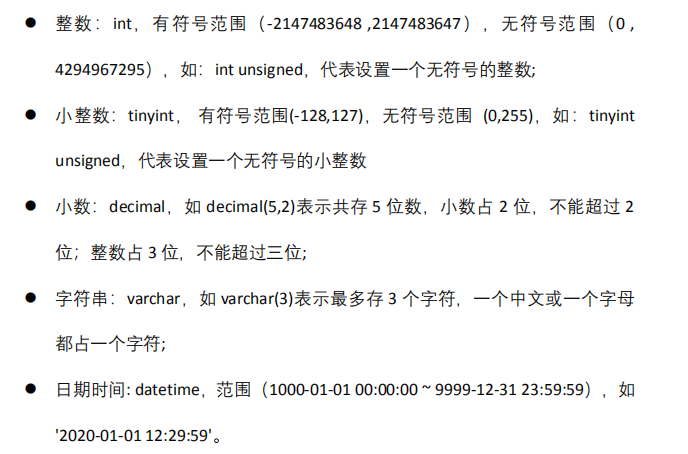 ● 整数：int，有符号范围（-2147483648 ,2147483647），无符号范围（0 ,
4294967295），如：int unsigned，代表设置一个无符号的整数;
● 小整数：tinyint， 有符号范围(-128,127)，无符号范围 (0,255)，如：tinyint
unsigned，代表设置一个无符号的小整数
● 小数：decimal，如 decimal(5,2)表示共存 5 位数，小数占 2 位，不能超过 2
位；整数占 3 位，不能超过三位;
● 字符串：varchar，如 varchar(3)表示最多存 3 个字符，一个中文或一个字母
都占一个字符;
● 日期时间: datetime，范围（1000-01-01 00:00:00 ~ 9999-12-31 23:59:59），如
'2020-01-01 12:29:59'。